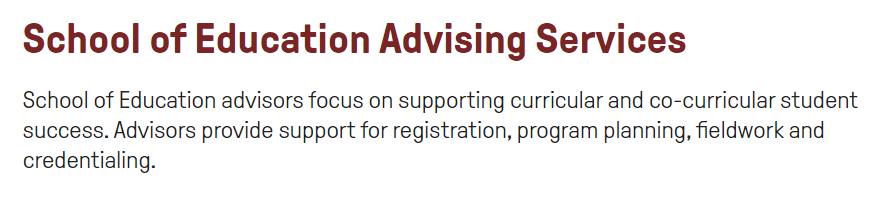 School of Education Advising Services
School of Education advisors focus on supporting curricular and co-curricular student
success. Advisors provide support for registration, program planning, fieldwork and
credentialing.